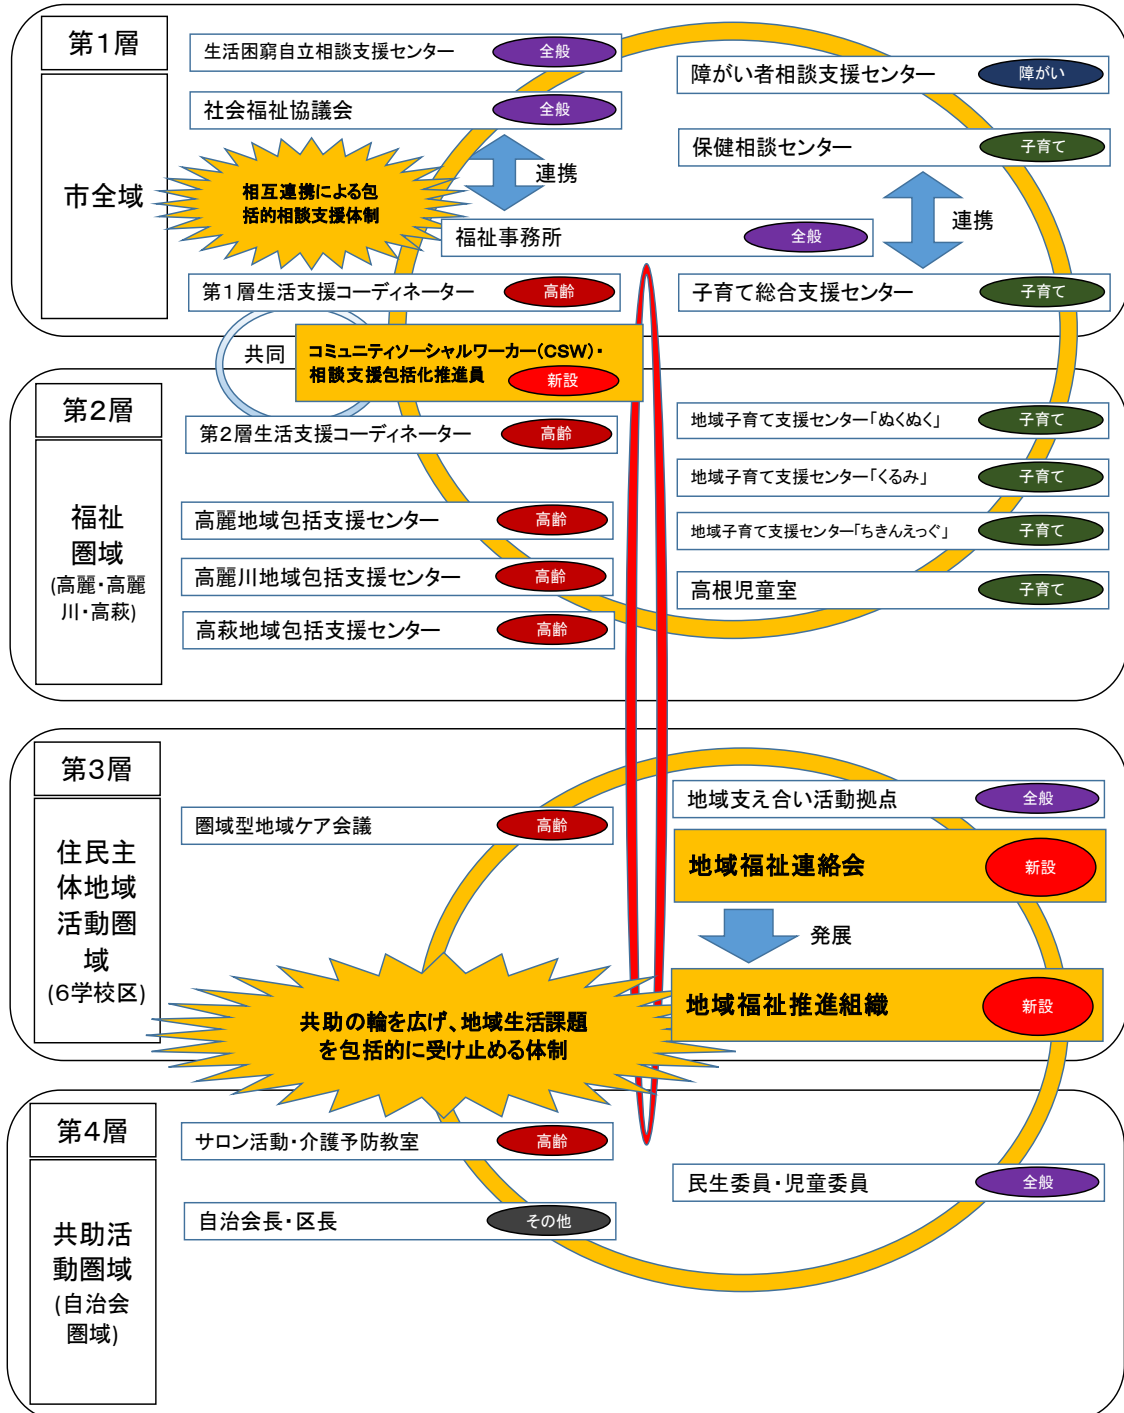 第1層
市全域
生活困窮自立相談支援センター
全般
社会福祉協議会
全般
障がい者相談支援センター
障がい
保健相談センター
子育て
相互連携による包
括的相談支援体制
連携
連携
福祉事務所
全般
第1層生活支援コーディネーター
高齢
子育て総合支援センター
子育て
共同
コミュニティソーシャルワーカー(CSW)・
相談支援包括化推進員
新設
第2層
福祉
圏域
(高麗・高麗
川・高萩)
第2層生活支援コーディネーター
高齢
高麗地域包括支援センター
高齢
高麗川地域包括支援センター
高齢
高萩地域包括支援センター
高齢
地域子育て支援センター「ぬくぬく」
子育て
地域子育て支援センター「くるみ」
子育て
地域子育て支援センター「ちきんえっぐ」
子育て
高根児童室
子育て
第3層
住民主
体地域
活動圏
域
(6学校区)
圏域型地域ケア会議
高齢
地域支え合い活動拠点
全般
地域福祉連絡会
新設
発展
地域福祉推進組織
新設
共助の輪を広げ、地域生活課題
を包括的に受け止める体制
第4層
共助活
動圏域
(自治会
圏域)
サロン活動・介護予防教室
高齢
自治会長・区長
その他
民生委員・児童委員
全般